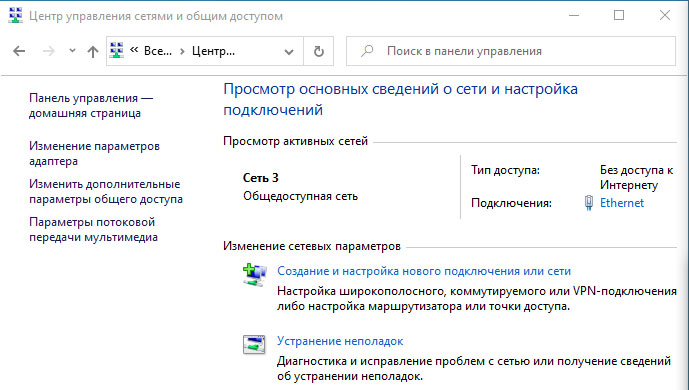 Центр управления сетями и общим доступом
« Все... > Центр...
Поиск в панели управления
Панель управления —
домашняя страница
Изменение параметров
адаптера
Изменить дополнительные
параметры общего доступа
Параметры потоковой
передачи мультимедиа
Просмотр основных сведений о сети и настройка
подключений
Просмотр активных сетей
Сеть 3
Общедоступная сеть
Тип доступа: Без доступа к
Интернету
Подключения: Ethernet
Изменение сетевых параметров
Создание и настройка нового подключения или сети
Настройка широкополосного, коммутируемого или VPN-подключения
либо настройка маршрутизатора или точки доступа.
Устранение неполадок
Диагностика и исправление проблем с сетью или получение сведений
об устранении неполадок.